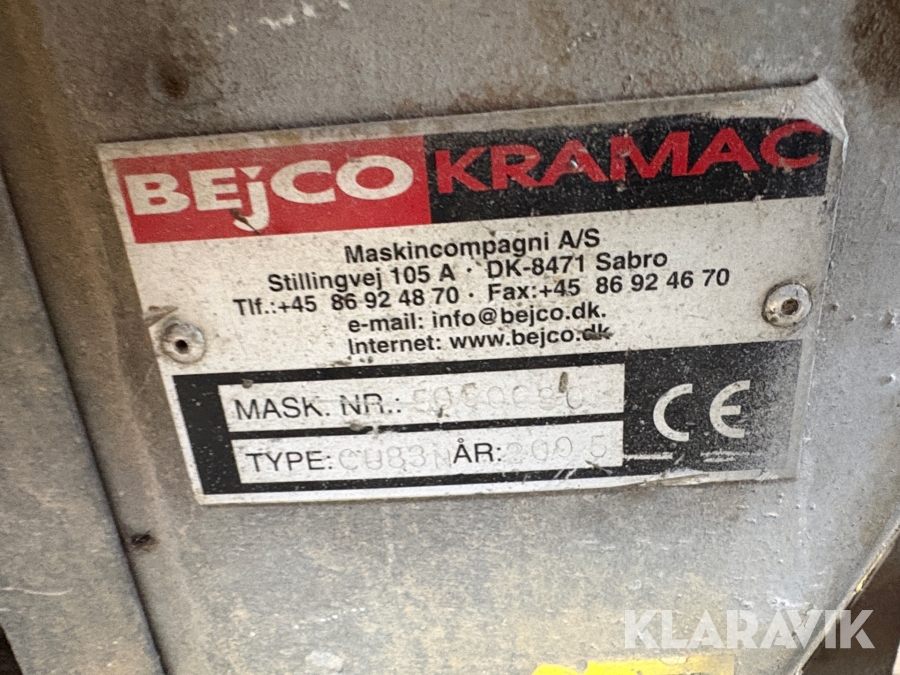 BEjCO KRAMAC
Maskincompagni A/S
Stillingvej 105 A · DK-8471 Sabro
Tlf.:+45 86 92 48 70 · Fax:+45 86 92 46 70
e-mail: info@bejco.dk.
Internet: www.bejco.dk
MASK. NR.:
TYPE: ÅR: 2005
CE
KLARAVIK